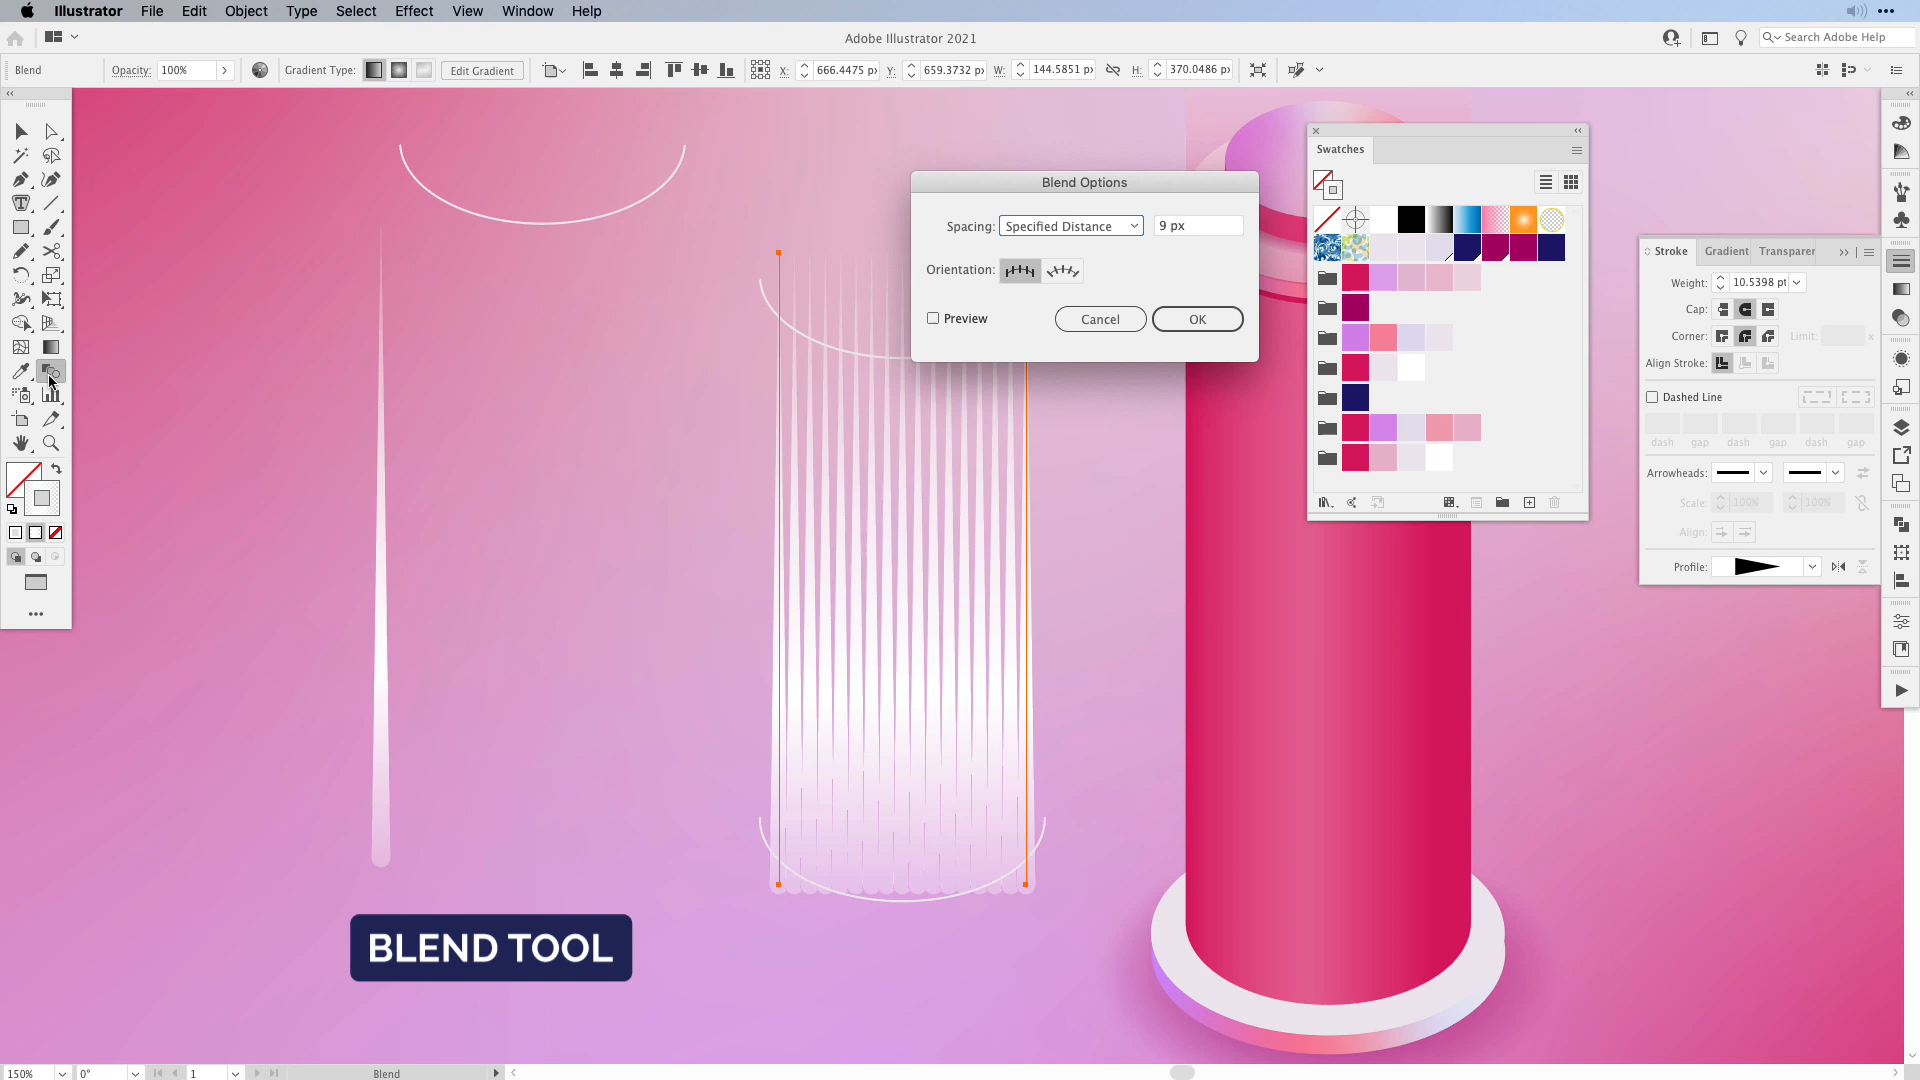 Illustrator File Edit Object Type Select Effect View Window Help
Adobe Illustrator 2021
Search Adobe Help
Blend Opacity: 100% Gradient Type: Edit Gradient X: 666.4475 px Y: 659.3732 px W: 144.5851 px H: 370.0486 px
Swatches
Blend Options
Spacing: Specified Distance 9 px
Orientation:
Preview Cancel OK
Stroke Gradient Transparer
Weight: 10.5398 pt
Cap:
Corner: Limit: x
Align Stroke:
Dashed Line
dash gap dash gap dash gap
Arrowheads:
Scale: 100% 100%
Align:
Profile:
BLEND TOOL
150% 0° 1 Blend